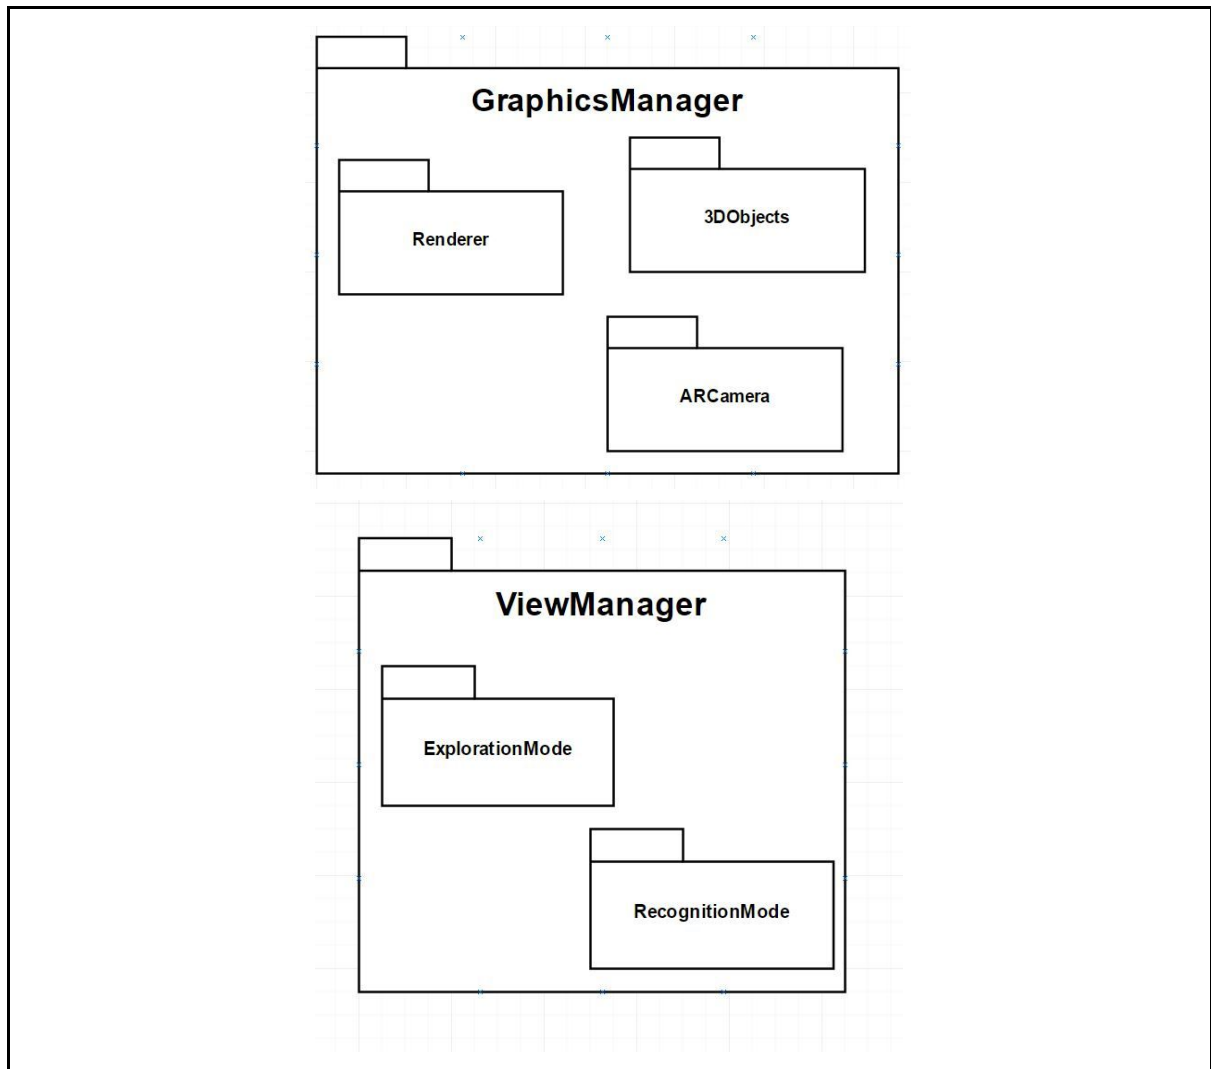 GraphicsManager
3DObjects
Renderer
ARCamera
ViewManager
ExplorationMode
RecognitionMode